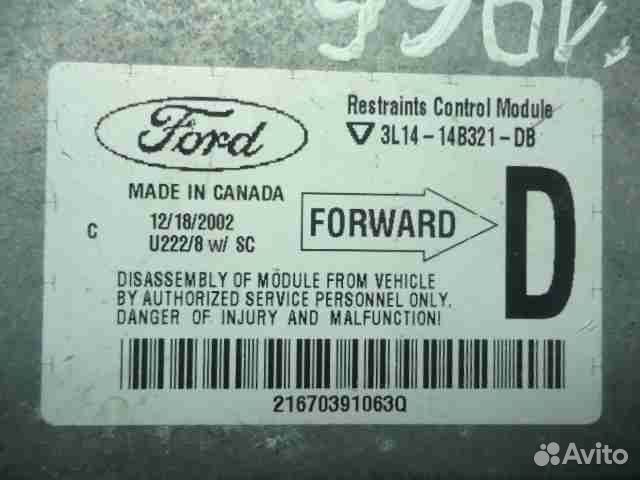 Ford
Restraints Control Module
3L14-14B321-DB
MADE IN CANADA
C
12/18/2002
U222/8 w/ SC
FORWARD
D
DISASSEMBLY OF MODULE FROM VEHICLE
BY AUTHORIZED SERVICE PERSONNEL ONLY.
DANGER OF INJURY AND MALFUNCTION!
21670391063Q
Avito